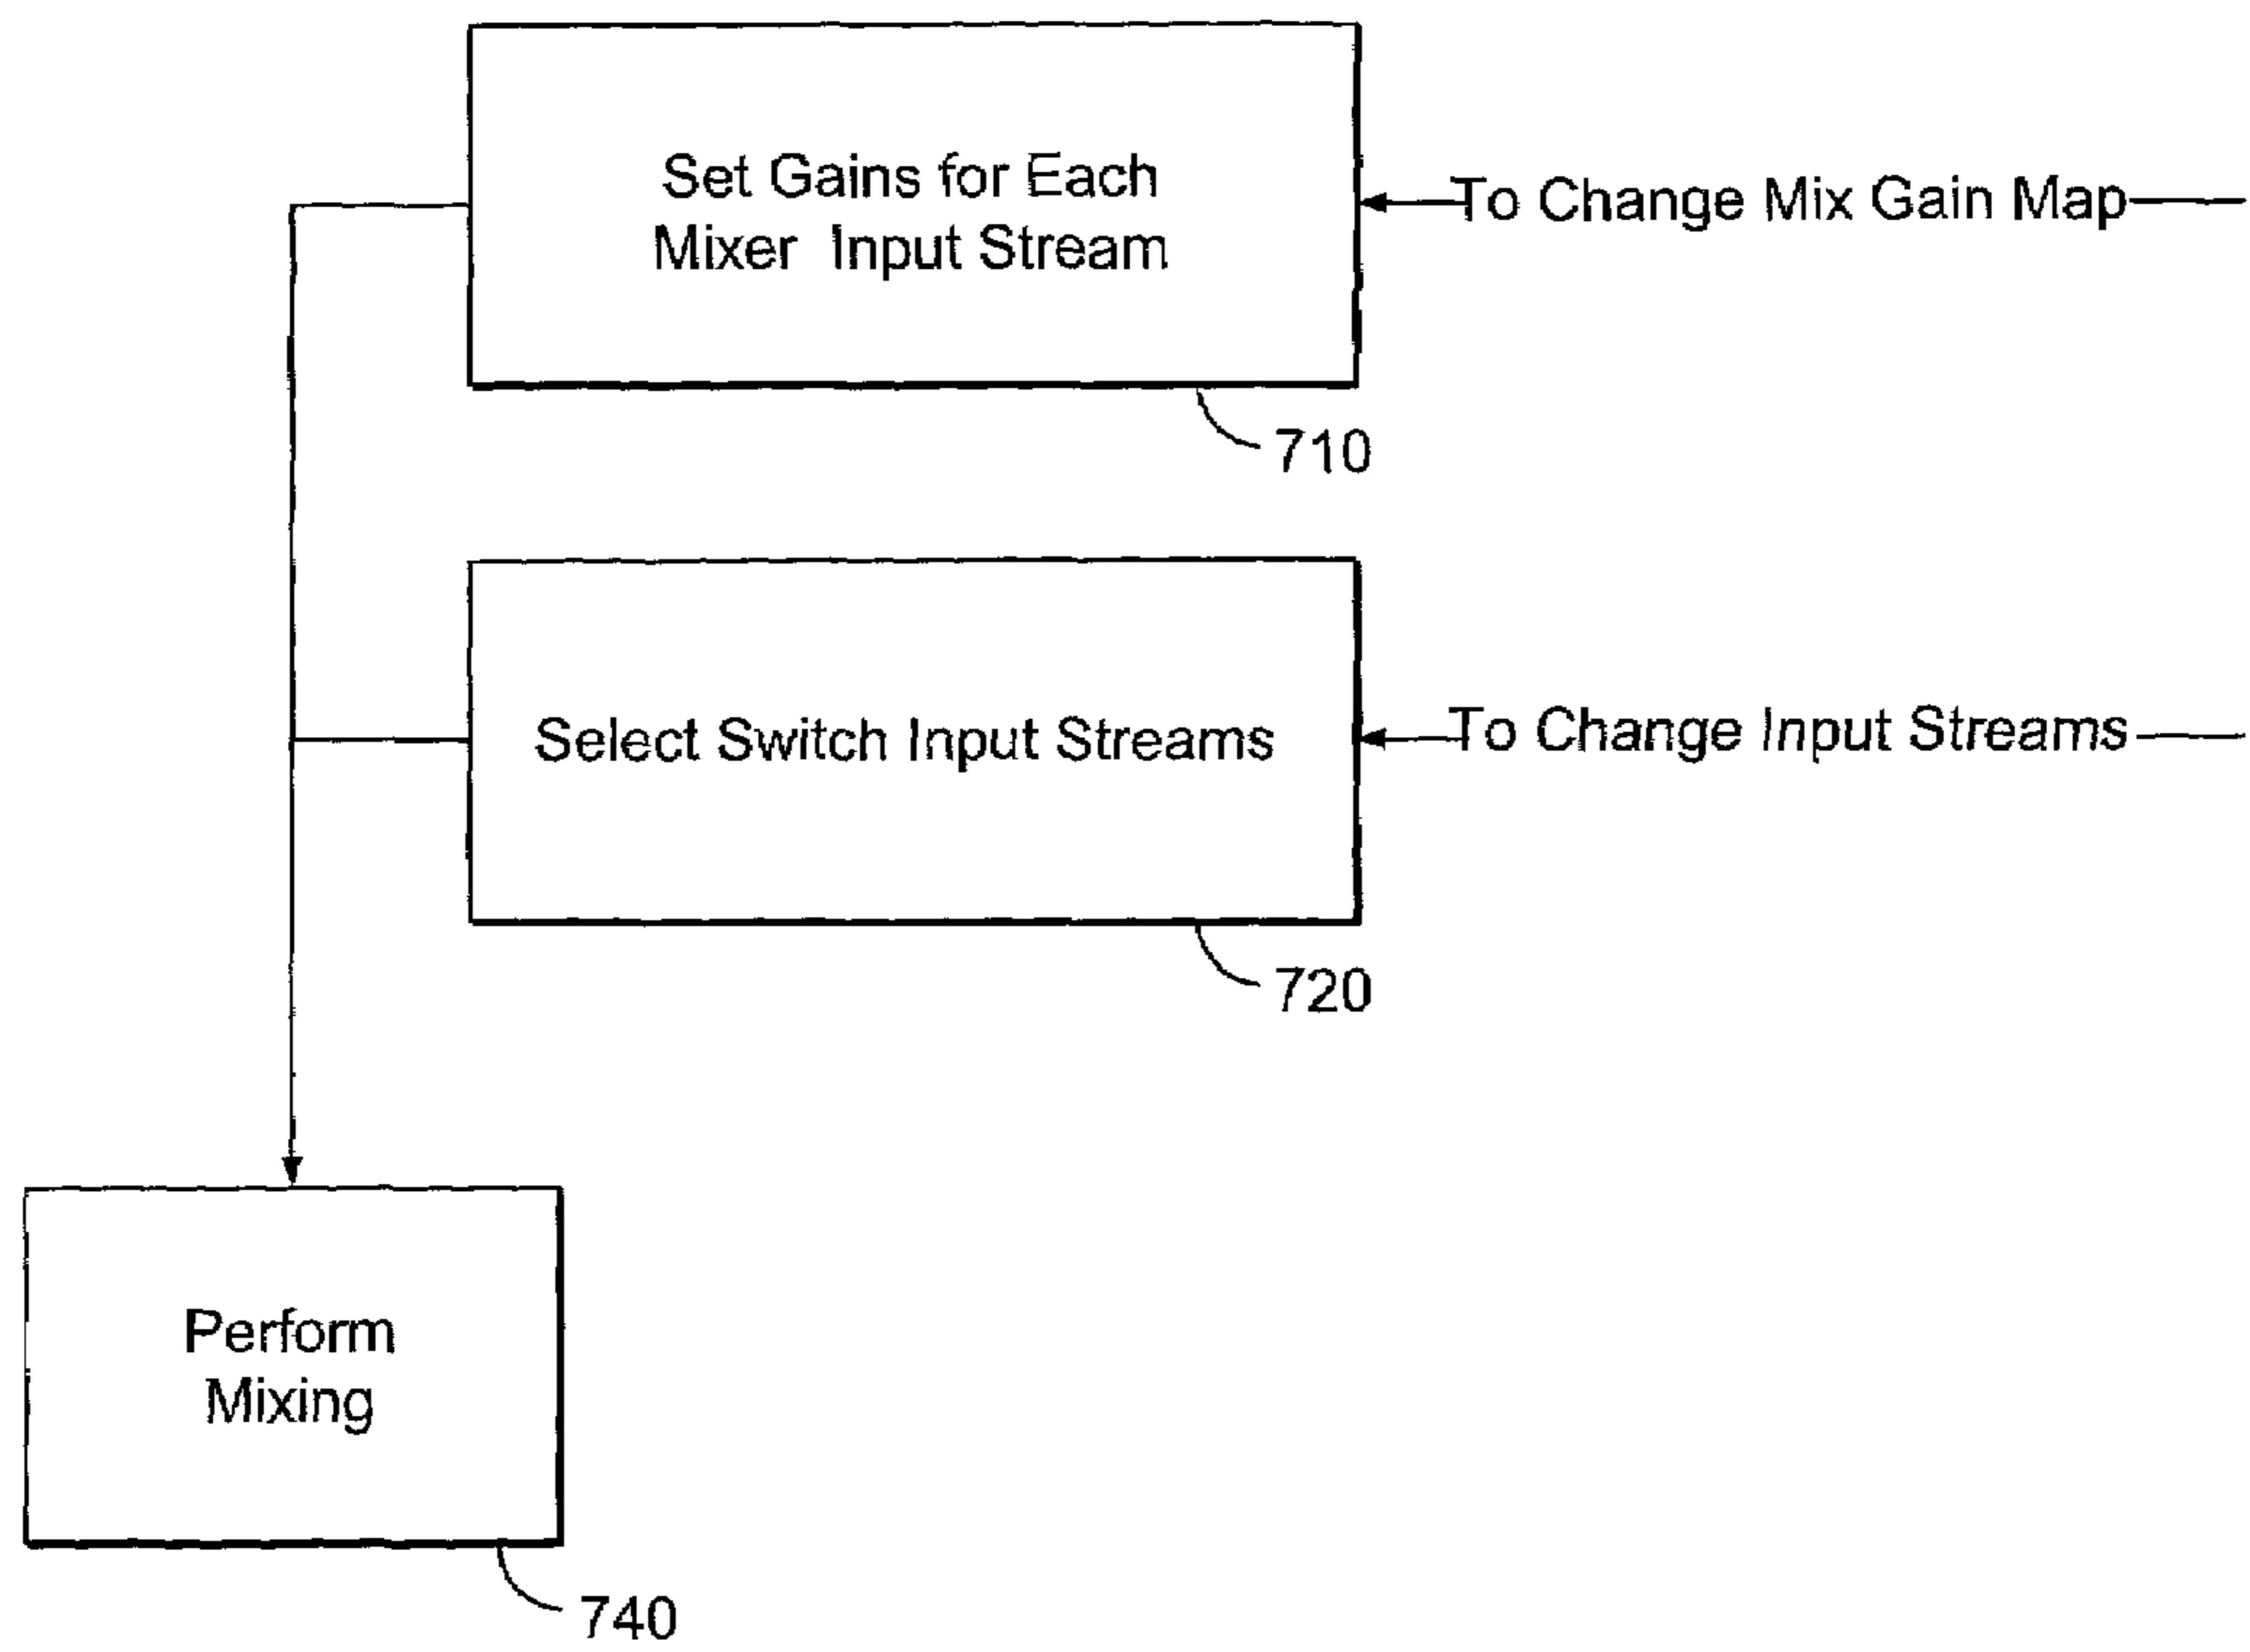 Set Gains for Each
Mixer Input Stream
To Change Mix Gain Map
710
Select Switch Input Streams
To Change Input Streams
720
Perform
Mixing
740